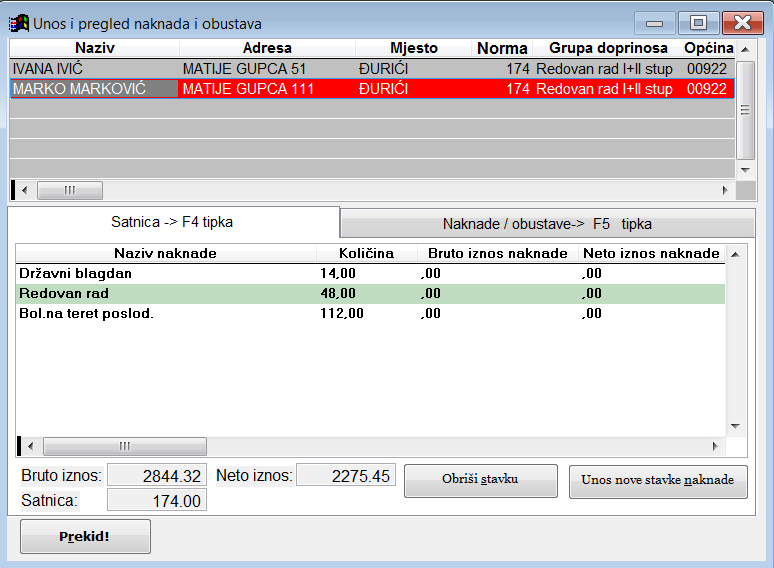 Unos i pregled naknada i obustava
Naziv Adresa Mjesto Norma Grupa doprinosa Općina
IVANA IVIĆ MATIJE GUPCA 51 ĐURIĆI 174 Redovan rad I+II stup 00922
MARKO MARKOVIĆ MATIJE GUPCA 111 ĐURIĆI 174 Redovan rad I+II stup 00922
Satnica -> F4 tipka Naknade / obustave-> F5 tipka
Naziv naknade Količina Bruto iznos naknade Neto iznos naknade
Državni blagdan 14,00 ,00 ,00
Redovan rad 48,00 ,00 ,00
Bol.na teret poslod. 112,00 ,00 ,00
Bruto iznos: 2844.32 Neto iznos: 2275.45 Obriši stavku Unos nove stavke naknade
Satnica: 174.00
Prekid!